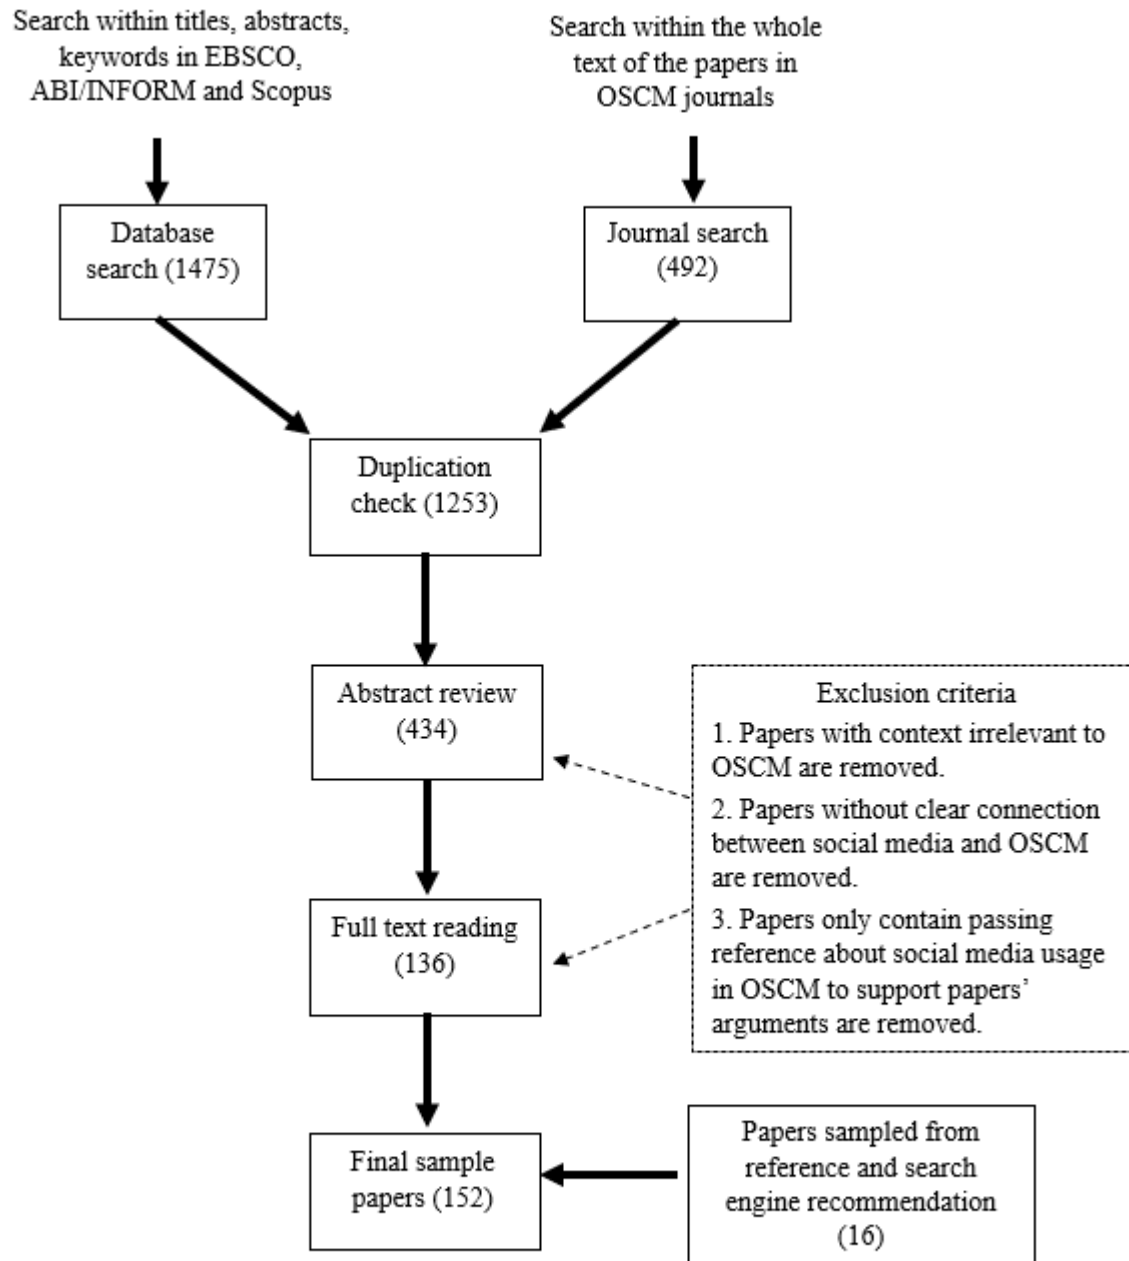 Search within titles, abstracts,
keywords in EBSCO,
ABI/INFORM and Scopus
Search within the whole
text of the papers in
OSCM journals
Database
search (1475)
Journal search
(492)
Duplication
check (1253)
Abstract review
(434)
Exclusion criteria
1. Papers with context irrelevant to
OSCM are removed.
2. Papers without clear connection
between social media and OSCM
are removed.
3. Papers only contain passing
reference about social media usage
in OSCM to support papers’
arguments are removed.
Full text reading
(136)
Final sample
papers (152)
Papers sampled from
reference and search
engine recommendation
(16)